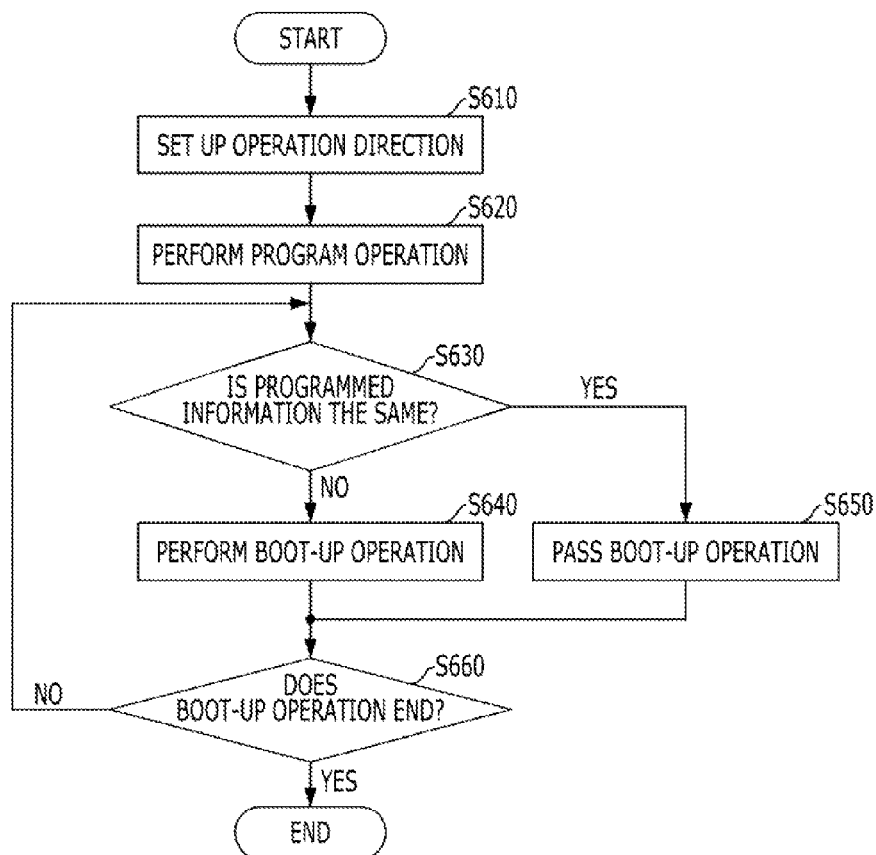 START
S610
SET UP OPERATION DIRECTION
S620
PERFORM PROGRAM OPERATION
S630
IS PROGRAMMED
INFORMATION THE SAME?
YES
NO
S640
PERFORM BOOT-UP OPERATION
S650
PASS BOOT-UP OPERATION
S660
DOES
BOOT-UP OPERATION END?
NO
YES
END